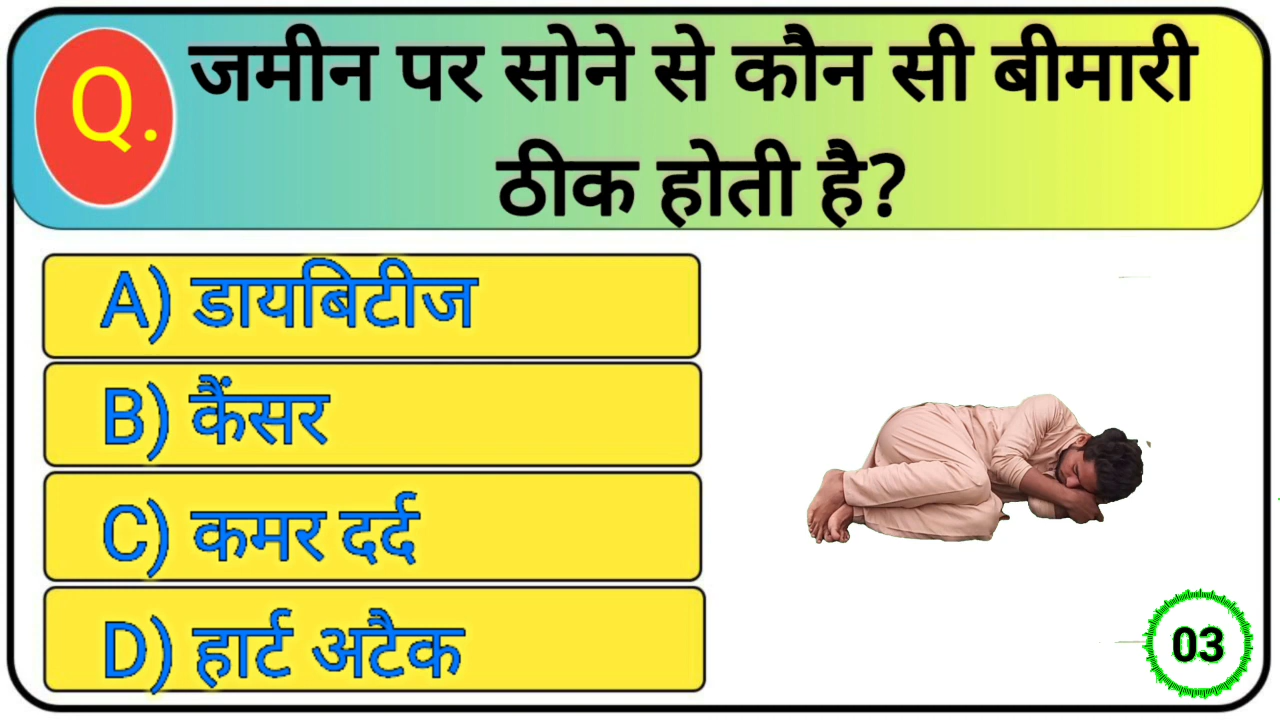 Q.
जमीन पर सोने से कौन सी बीमारी
ठीक होती है?
A) डायबिटीज
B) कैंसर
C) कमर दर्द
D) हार्ट अटैक
03